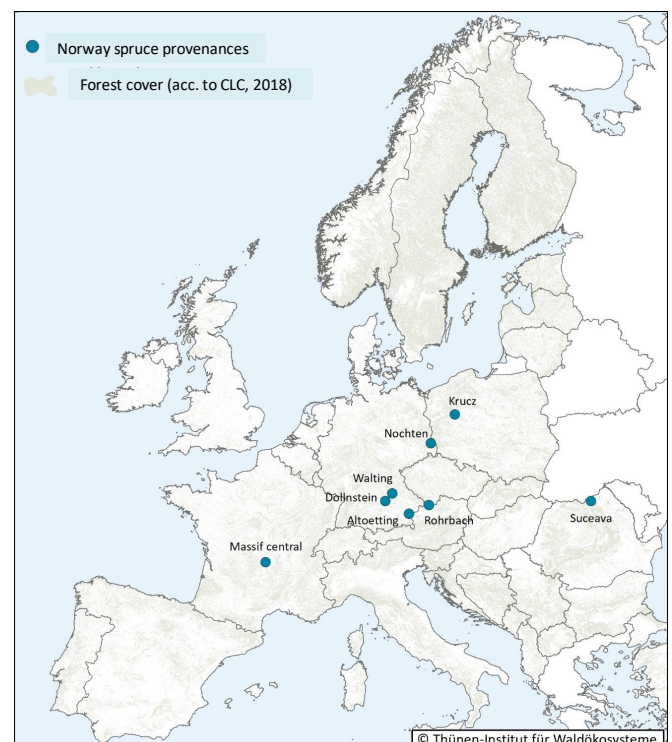 Norway spruce provenances
Forest cover (acc. to CLC, 2018)
Krucz
Nochten
Walting
Dollnstein
Altoetting
Rohrbach
Suceava
Massif central
© Thünen-Institut für Waldökosysteme